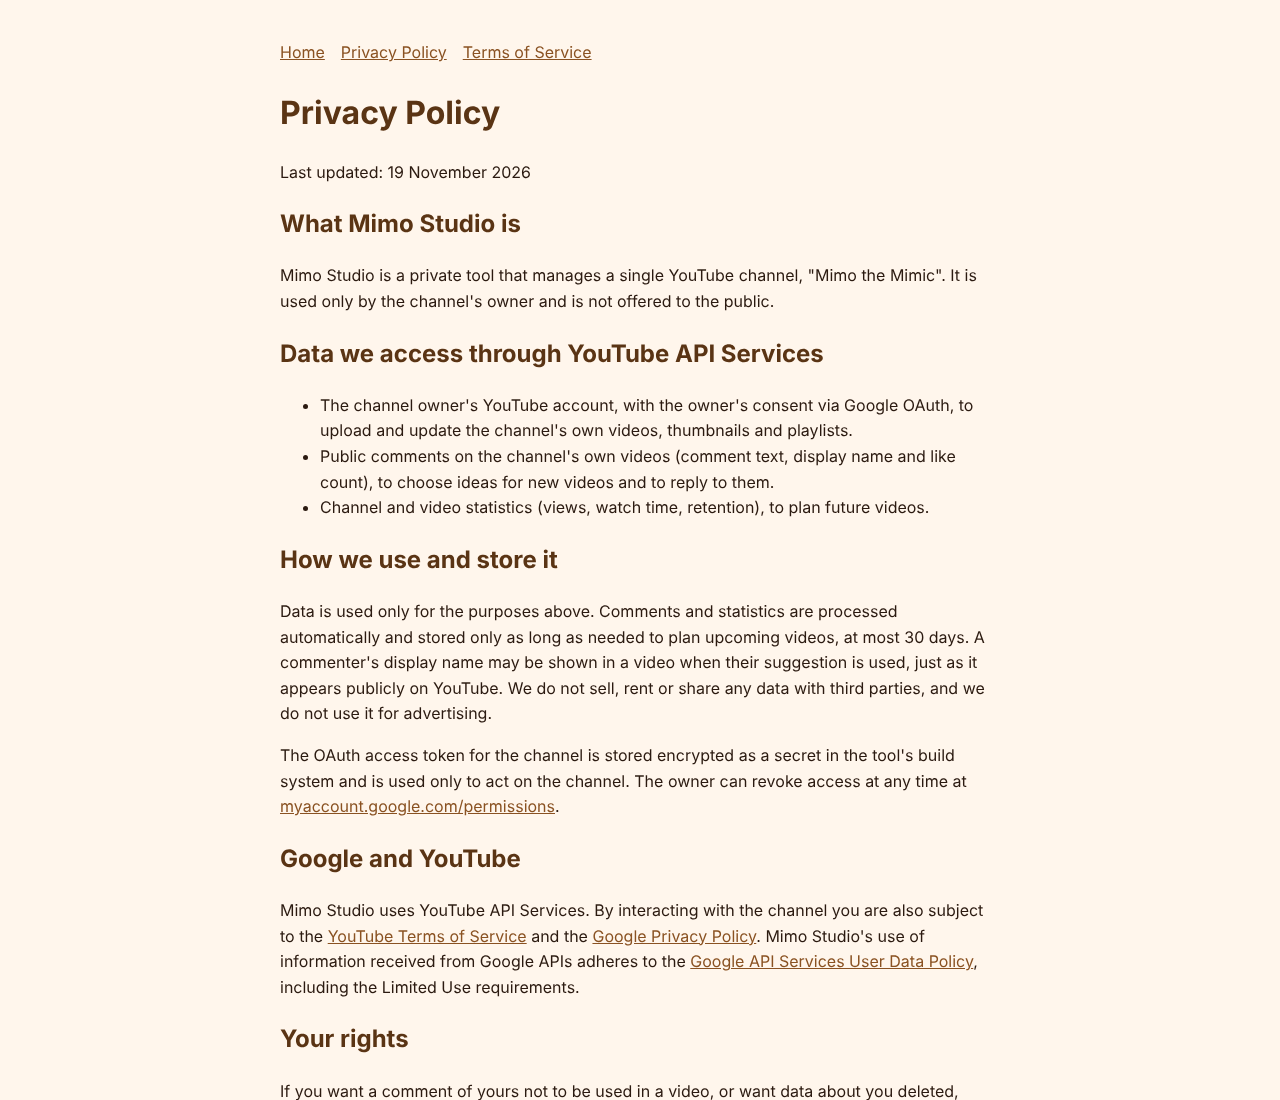 Home Privacy Policy Terms of Service
Privacy Policy
Last updated: 19 November 2026
What Mimo Studio is
Mimo Studio is a private tool that manages a single YouTube channel, "Mimo the Mimic". It is
used only by the channel's owner and is not offered to the public.
Data we access through YouTube API Services
• The channel owner's YouTube account, with the owner's consent via Google OAuth, to
upload and update the channel's own videos, thumbnails and playlists.
• Public comments on the channel's own videos (comment text, display name and like
count), to choose ideas for new videos and to reply to them.
• Channel and video statistics (views, watch time, retention), to plan future videos.
How we use and store it
Data is used only for the purposes above. Comments and statistics are processed
automatically and stored only as long as needed to plan upcoming videos, at most 30 days. A
commenter's display name may be shown in a video when their suggestion is used, just as it
appears publicly on YouTube. We do not sell, rent or share any data with third parties, and we
do not use it for advertising.
The OAuth access token for the channel is stored encrypted as a secret in the tool's build
system and is used only to act on the channel. The owner can revoke access at any time at
myaccount.google.com/permissions.
Google and YouTube
Mimo Studio uses YouTube API Services. By interacting with the channel you are also subject
to the YouTube Terms of Service and the Google Privacy Policy. Mimo Studio's use of
information received from Google APIs adheres to the Google API Services User Data Policy,
including the Limited Use requirements.
Your rights
If you want a comment of yours not to be used in a video, or want data about you deleted,